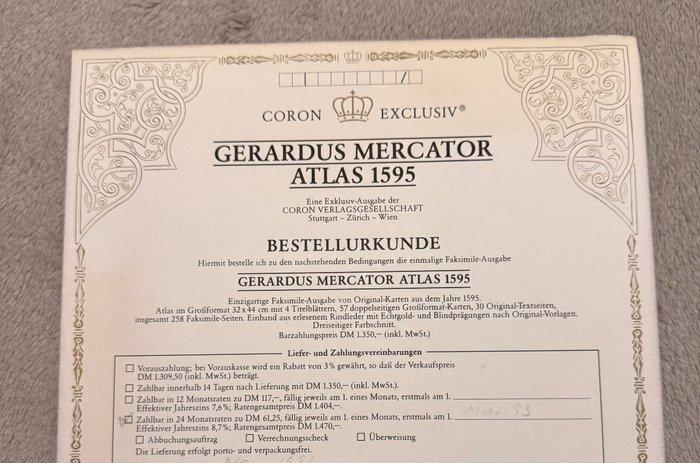 CORON EXCLUSIV®
GERARDUS MERCATOR
ATLAS 1595
Eine Exklusiv-Ausgabe der
CORON VERLAGSGESELLSCHAFT
Stuttgart – Zürich – Wien
BESTELLURKUNDE
Hiermit bestelle ich zu den nachstehenden Bedingungen die einmalige Faksimile-Ausgabe
GERARDUS MERCATOR ATLAS 1595
Einzigartige Faksimile-Ausgabe von Original-Karten aus dem Jahre 1595.
Atlas im Großformat 32 x 44 cm mit 4 Titelblättern, 57 doppelseitigen Großformat-Karten, 30 Original-Textseiten,
insgesamt 258 Faksimile-Seiten. Einband aus erlesenem Rindleder mit Echtgold- und Blindprägungen nach Original-Vorlagen.
Dreiseitiger Farbschnitt.
Barzahlungspreis DM 1.350,— (inkl. MwSt.)
Liefer- und Zahlungsvereinbarungen
Vorauszahlung; bei Vorauskasse wird ein Rabatt von 3% gewährt, so daß der Verkaufspreis
DM 1.309,50 (inkl. MwSt.) beträgt.
Zahlbar innerhalb 14 Tagen nach Lieferung mit DM 1.350,— (inkl. MwSt.).
Zahlbar in 12 Monatsraten zu DM 117,–, fällig jeweils am 1. eines Monats, erstmals am 1.
Effektiver Jahreszins 7,6%; Ratengesamtpreis DM 1.404,—.
Zahlbar in 24 Monatsraten zu DM 61,25, fällig jeweils am 1. eines Monats, erstmals am 1. Nov. 93
Effektiver Jahreszins 8,7%; Ratengesamtpreis DM 1.470,—.
Abbuchungsauftrag Verrechnungsscheck Überweisung
Die Lieferung erfolgt porto- und verpackungsfrei.